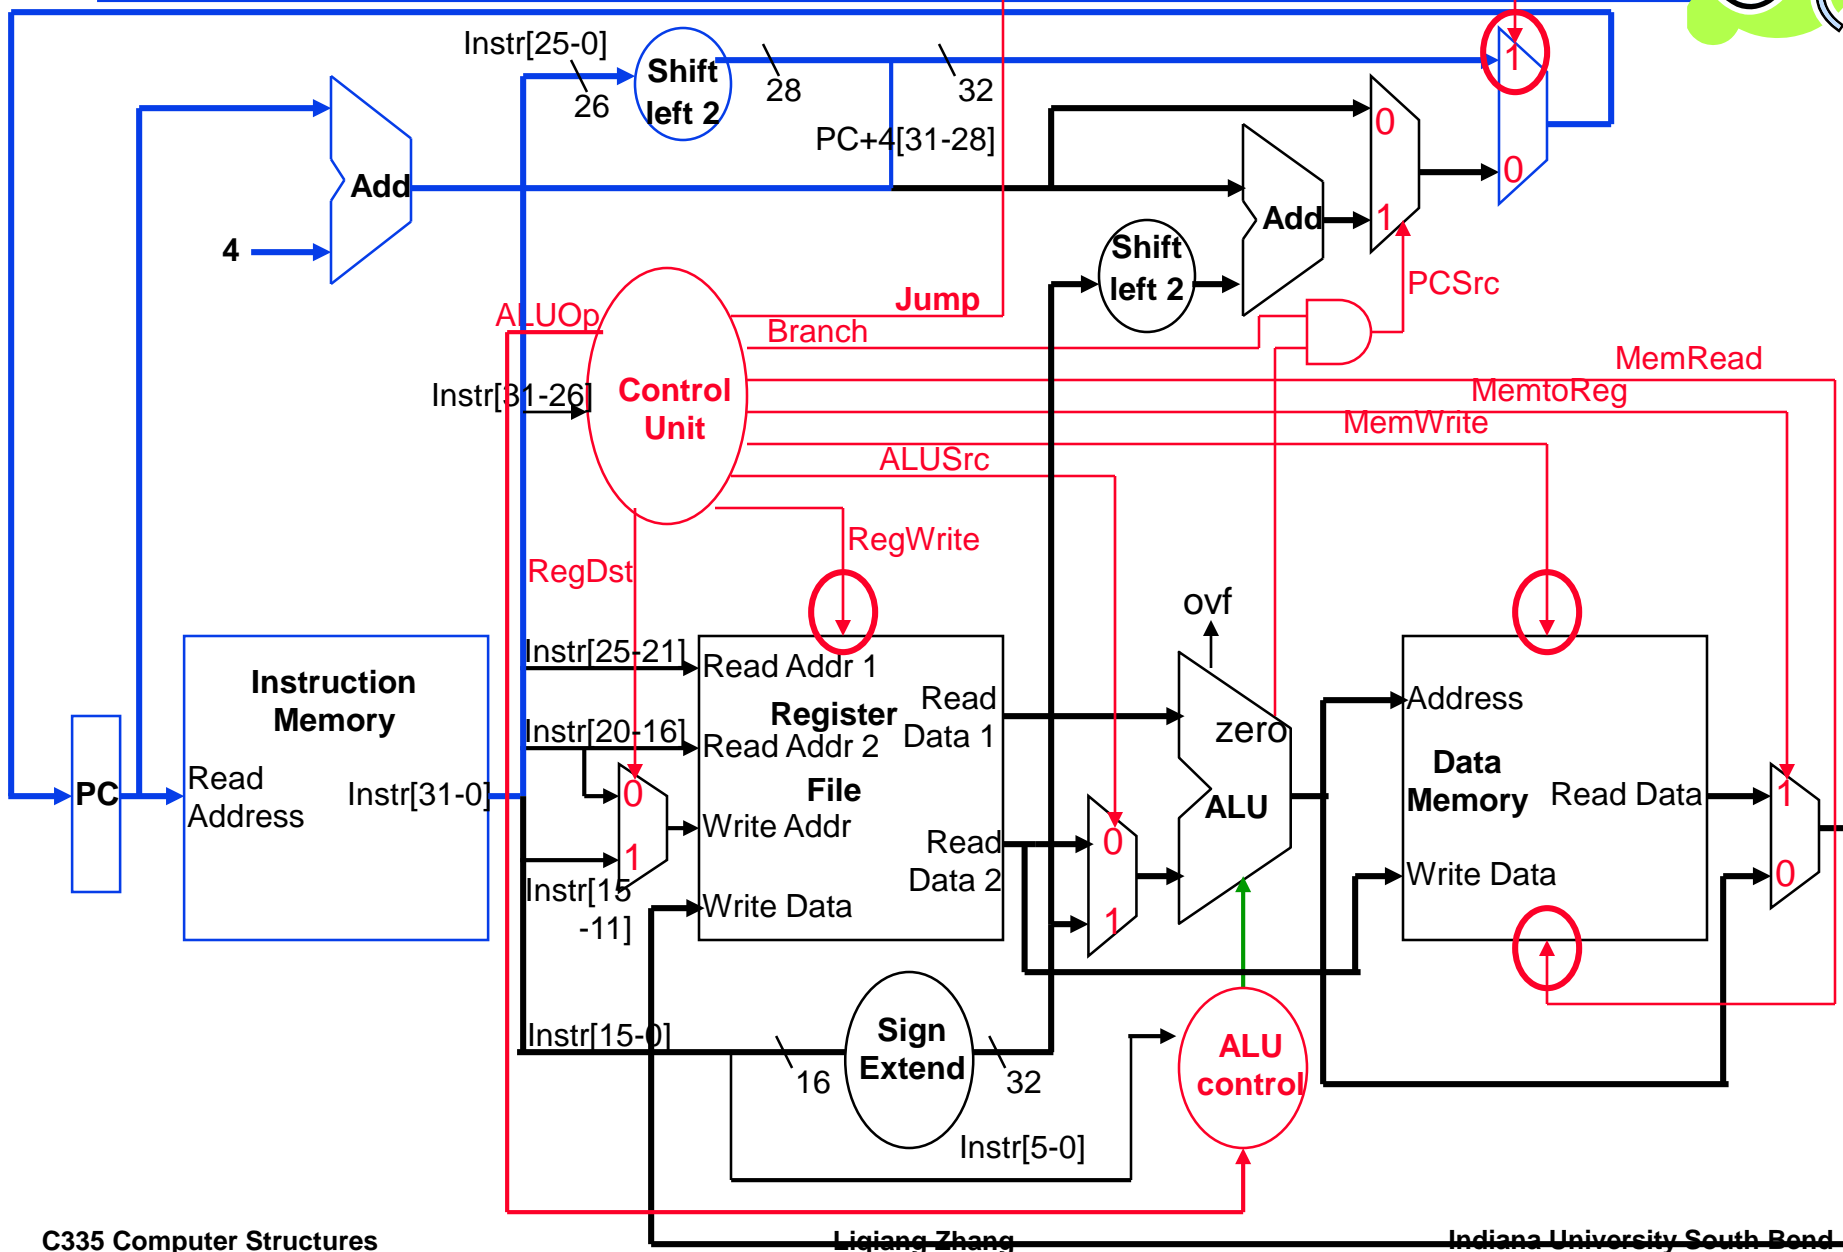 Instr[25-0]
Shift
left 2
26
28
32
1
PC+4[31-28]
0
Add
0
Add
1
4
Shift
left 2
PCSrc
ALUOp
Jump
Branch
MemRead
Instr[31-26]
Control
Unit
MemtoReg
MemWrite
ALUSrc
RegWrite
RegDst
ovf
Instr[25-21]
Read Addr 1
Instruction
Memory
Read
Data 1
Address
Register
Instr[20-16]
Read Addr 2
zero
Data
Memory
PC
Read
Address
Instr[31-0]
0
File
Read Data
1
ALU
Write Addr
Read
Data 2
0
1
Write Data
0
Instr[15
-11]
Write Data
1
Instr[15-0]
Sign
Extend
16
32
ALU
control
Instr[5-0]
C335 Computer Structures
Liqiang Zhang
Indiana University South Bend